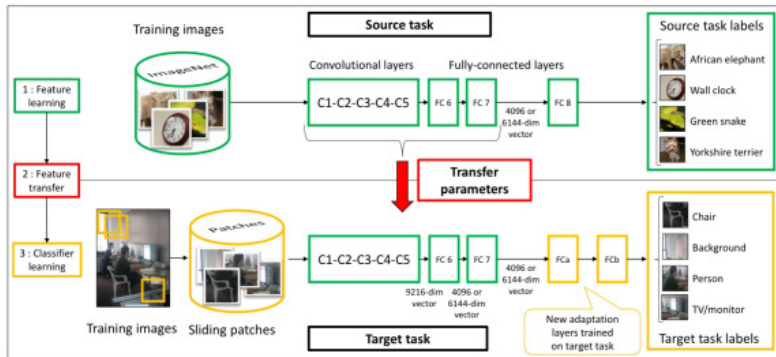 Training images
Source task
Source task labels
ImageNet
Convolutional layers
Fully-connected layers
1 : Feature
learning
C1-C2-C3-C4-C5
FC 6
FC 7
4096 or
6144-dim
vector
FC 8
African elephant
Wall clock
Green snake
Yorkshire terrier
2 : Feature
transfer
Transfer
parameters
3 : Classifier
learning
Patches
C1-C2-C3-C4-C5
FC 6
FC 7
4096 or
6144-dim
vector
FCa
FCb
Chair
Background
Person
TV/monitor
9216-dim
vector
4096 or
6144-dim
vector
Training images
Sliding patches
Target task
New adaptation
layers trained
on target task
Target task labels